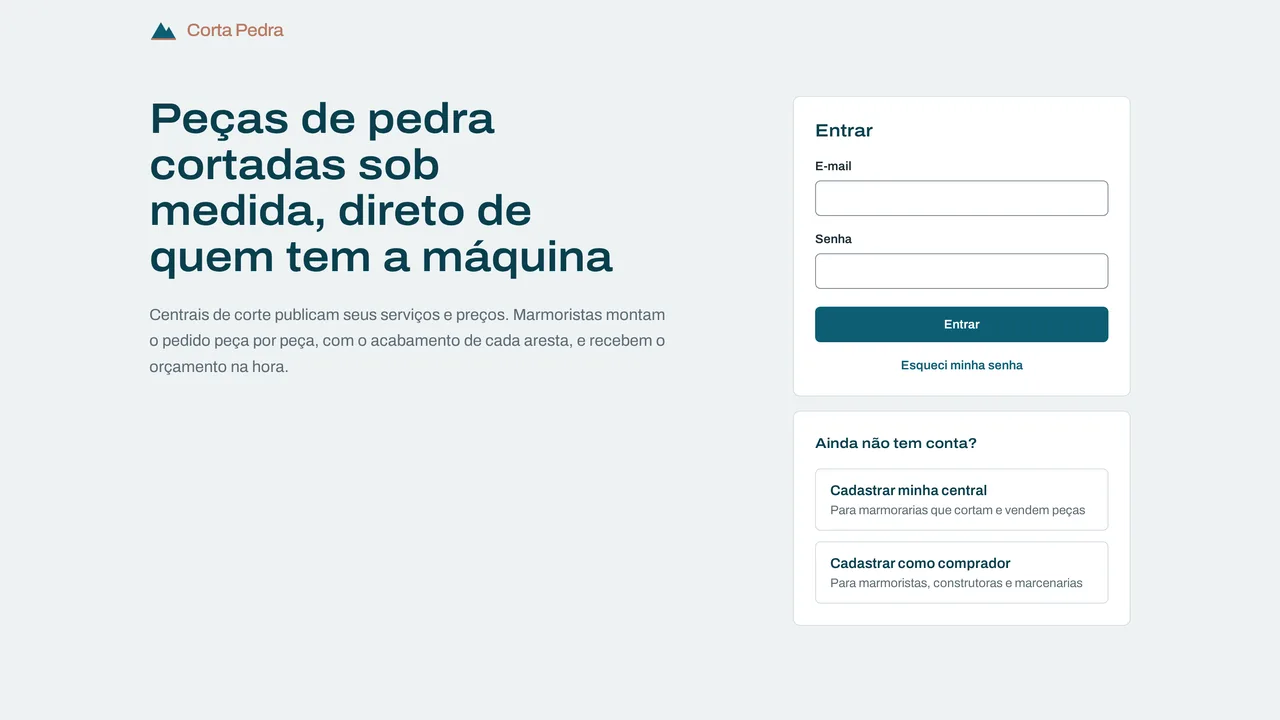 Corta Pedra
Peças de pedra
cortadas sob
medida, direto de
quem tem a máquina
Centrais de corte publicam seus serviços e preços. Marmoristas montam
o pedido peça por peça, com o acabamento de cada aresta, e recebem o
orçamento na hora.
Entrar
E-mail
Senha
Entrar
Esqueci minha senha
Ainda não tem conta?
Cadastrar minha central
Para marmorarias que cortam e vendem peças
Cadastrar como comprador
Para marmoristas, construtoras e marcenarias